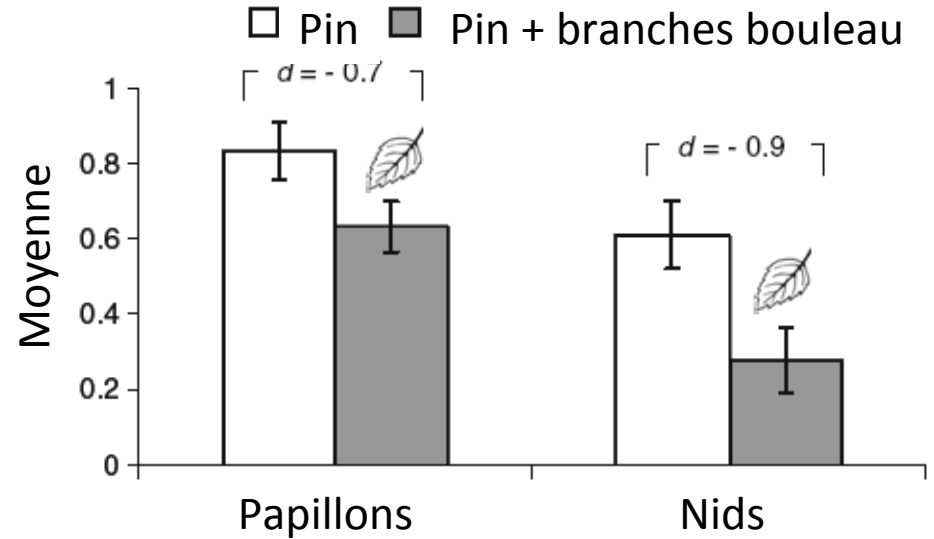 Pin Pin + branches bouleau
d = - 0.7
1
d = - 0.9
0.8
0.6
0.4
0.2
0
Moyenne
Papillons Nids